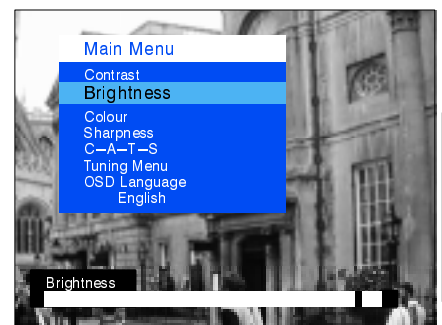 Main Menu
Contrast
Brightness
Colour
Sharpness
C–A–T–S
Tuning Menu
OSD Language
English
Brightness